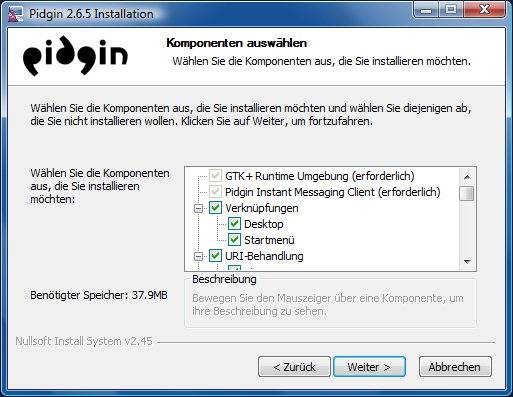 Pidgin 2.6.5 Installation
pidgin
Komponenten auswählen
Wählen Sie die Komponenten aus, die Sie installieren möchten.
Wählen Sie die Komponenten aus, die Sie installieren möchten und wählen Sie diejenigen ab,
die Sie nicht installieren wollen. Klicken Sie auf Weiter, um fortzufahren.
Wählen Sie die Komponenten
aus, die Sie installieren
möchten:
GTK+ Runtime Umgebung (erforderlich)
Pidgin Instant Messaging Client (erforderlich)
Verknüpfungen
Desktop
Startmenü
URI-Behandlung
Benötigter Speicher: 37.9MB
Beschreibung
Bewegen Sie den Mauszeiger über eine Komponente, um
ihre Beschreibung zu sehen.
Nullsoft Install System v2.45
< Zurück
Weiter >
Abbrechen